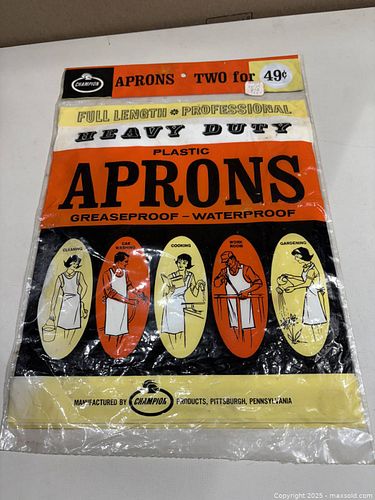 CHAMPION APRONS • TWO for 49¢
FULL LENGTH * PROFESSIONAL
HEAVY DUTY
PLASTIC
APRONS
GREASEPROOF – WATERPROOF
CLEANING CAR WASHING COOKING WORK ROOM GARDENING
MANUFACTURED BY CHAMPION PRODUCTS, PITTSBURGH, PENNSYLVANIA
© Copyright 2025 - maxsold.com